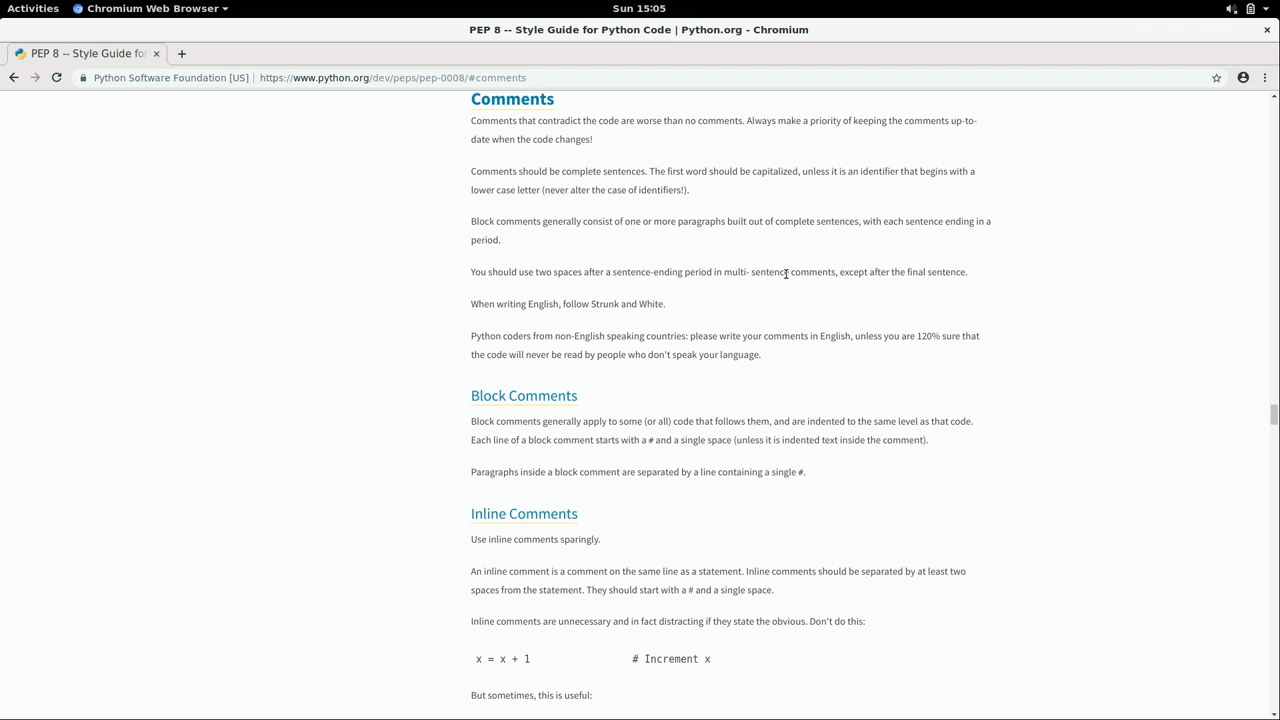 Activities Chromium Web Browser Sun 15:05
PEP 8 -- Style Guide for Python Code | Python.org - Chromium
PEP 8 -- Style Guide for
Python Software Foundation [US] https://www.python.org/dev/peps/pep-0008/#comments
Comments
Comments that contradict the code are worse than no comments. Always make a priority of keeping the comments up-to-
date when the code changes!
Comments should be complete sentences. The first word should be capitalized, unless it is an identifier that begins with a
lower case letter (never alter the case of identifiers!).
Block comments generally consist of one or more paragraphs built out of complete sentences, with each sentence ending in a
period.
You should use two spaces after a sentence-ending period in multi- sentence comments, except after the final sentence.
When writing English, follow Strunk and White.
Python coders from non-English speaking countries: please write your comments in English, unless you are 120% sure that
the code will never be read by people who don't speak your language.
Block Comments
Block comments generally apply to some (or all) code that follows them, and are indented to the same level as that code.
Each line of a block comment starts with a # and a single space (unless it is indented text inside the comment).
Paragraphs inside a block comment are separated by a line containing a single #.
Inline Comments
Use inline comments sparingly.
An inline comment is a comment on the same line as a statement. Inline comments should be separated by at least two
spaces from the statement. They should start with a # and a single space.
Inline comments are unnecessary and in fact distracting if they state the obvious. Don't do this:
x = x + 1 # Increment x
But sometimes, this is useful: